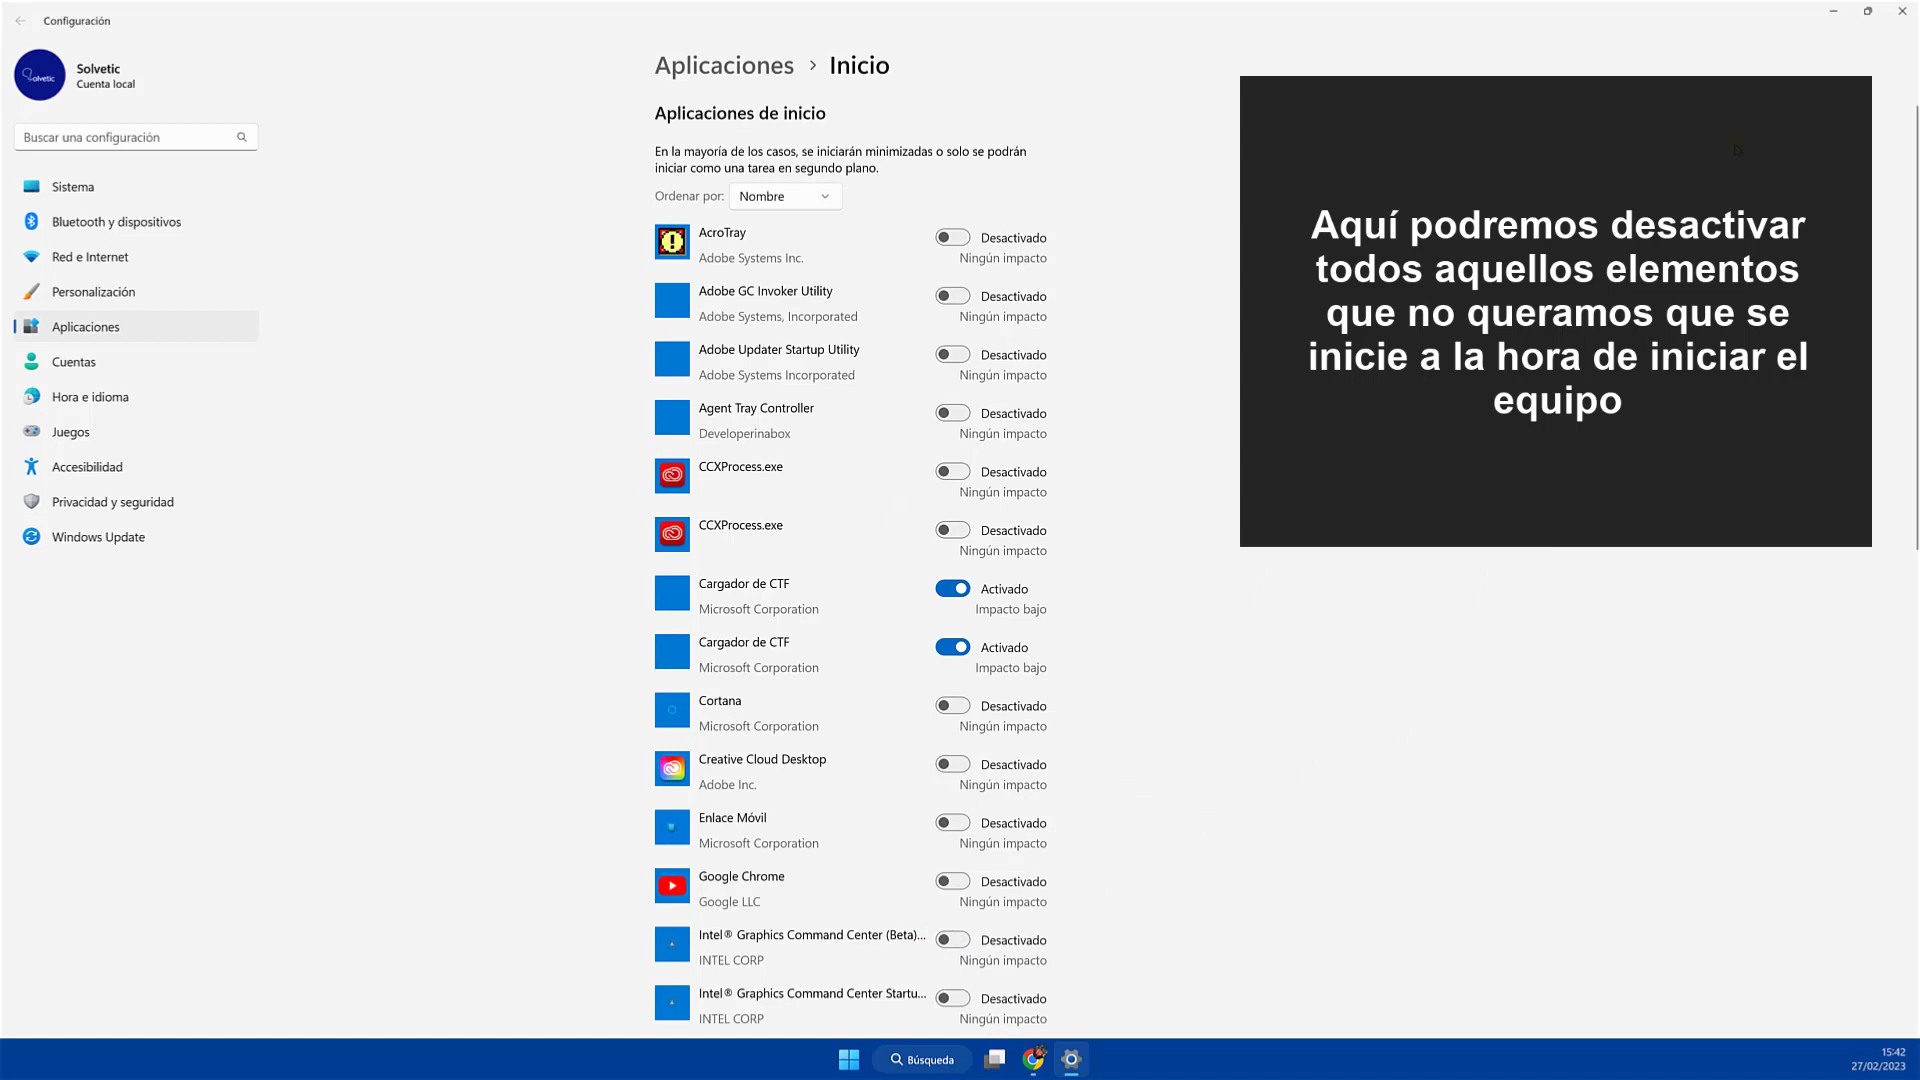 Configuración
Solvetic
Cuenta local
Solvetic
Buscar una configuración
Sistema
Bluetooth y dispositivos
Red e Internet
Personalización
Aplicaciones
Cuentas
Hora e idioma
Juegos
Accesibilidad
Privacidad y seguridad
Windows Update
Aplicaciones › Inicio
Aplicaciones de inicio
En la mayoría de los casos, se iniciarán minimizadas o solo se podrán
iniciar como una tarea en segundo plano.
Ordenar por: Nombre
AcroTray Desactivado
Adobe Systems Inc. Ningún impacto
Adobe GC Invoker Utility Desactivado
Adobe Systems, Incorporated Ningún impacto
Adobe Updater Startup Utility Desactivado
Adobe Systems Incorporated Ningún impacto
Agent Tray Controller Desactivado
Developerinabox Ningún impacto
CCXProcess.exe Desactivado
Ningún impacto
CCXProcess.exe Desactivado
Ningún impacto
Cargador de CTF Activado
Microsoft Corporation Impacto bajo
Cargador de CTF Activado
Microsoft Corporation Impacto bajo
Cortana Desactivado
Microsoft Corporation Ningún impacto
Creative Cloud Desktop Desactivado
Adobe Inc. Ningún impacto
Enlace Móvil Desactivado
Microsoft Corporation Ningún impacto
Google Chrome Desactivado
Google LLC Ningún impacto
Intel® Graphics Command Center (Beta)... Desactivado
INTEL CORP Ningún impacto
Intel® Graphics Command Center Startu... Desactivado
INTEL CORP Ningún impacto
Aquí podremos desactivar
todos aquellos elementos
que no queramos que se
inicie a la hora de iniciar el
equipo
Búsqueda
15:42
27/02/2023